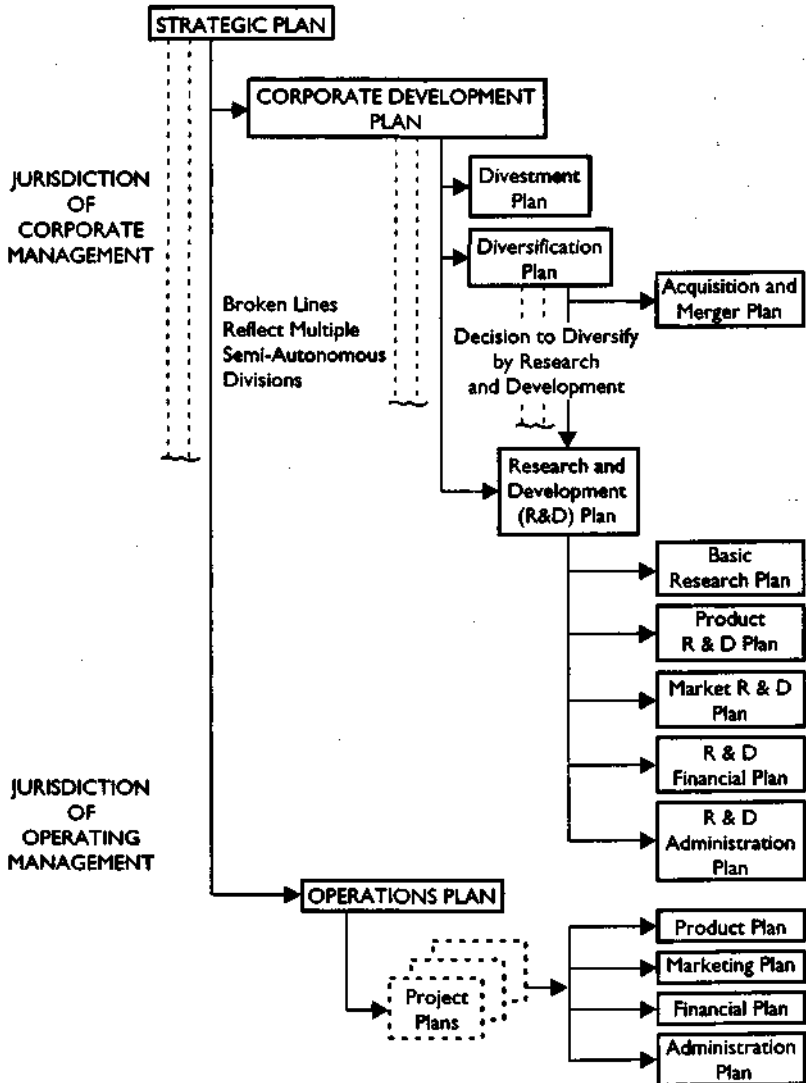 STRATEGIC PLAN
CORPORATE DEVELOPMENT
PLAN
JURISDICTION
OF
CORPORATE
MANAGEMENT
Divestment
Plan
Diversification
Plan
Acquisition and
Merger Plan
Broken Lines
Reflect Multiple
Semi-Autonomous
Divisions
Decision to Diversify
by Research
and Development
Research and
Development
(R&D) Plan
Basic
Research Plan
Product
R & D Plan
Market R & D
Plan
R & D
Financial Plan
R & D
Administration
Plan
JURISDICTION
OF
OPERATING
MANAGEMENT
OPERATIONS PLAN
Project
Plans
Product Plan
Marketing Plan
Financial Plan
Administration
Plan